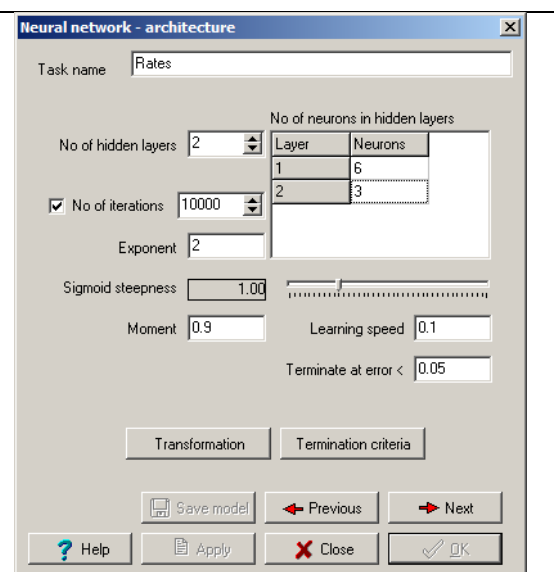 Neural network - architecture
Task name Rates
No of neurons in hidden layers
No of hidden layers 2
Layer Neurons
1 6
2 3
No of iterations 10000
Exponent 2
Sigmoid steepness 1.00
Moment 0.9 Learning speed 0.1
Terminate at error < 0.05
Transformation Termination criteria
Save model Previous Next
Help Apply Close OK